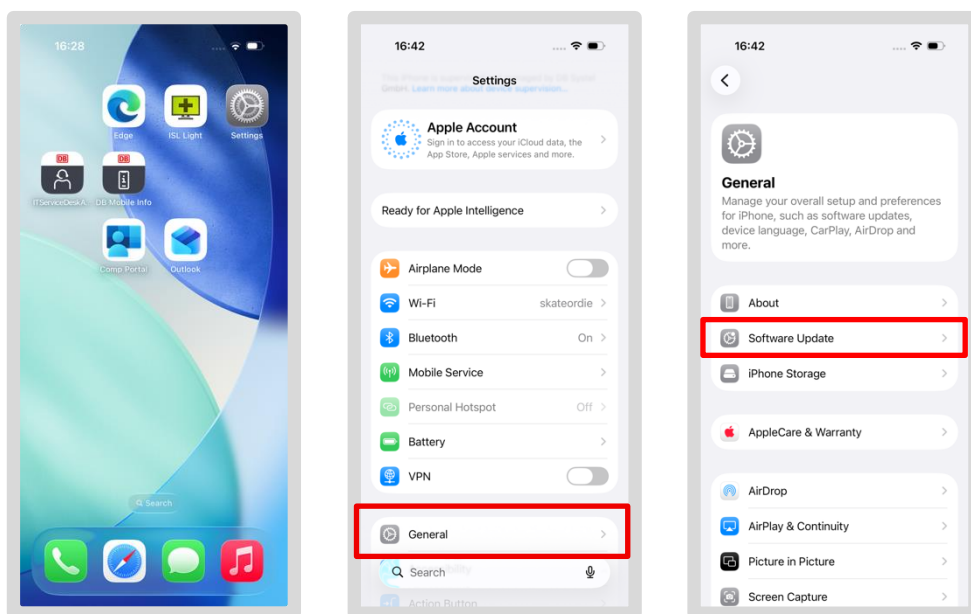 16:28
Edge
ISL Light
Settings
DB
DB
ITServiceDeskA
DB Mobile Info
Comp Portal
Outlook
Search
16:42
Settings
GmbH. Learn more about device supervision...
Apple Account
Sign in to access your iCloud data, the
App Store, Apple services and more.
Ready for Apple Intelligence
Airplane Mode
Wi-Fi
skateordie
Bluetooth
On
Mobile Service
Personal Hotspot
Off
Battery
VPN
General
Search
Action Button
16:42
General
Manage your overall setup and preferences
for iPhone, such as software updates,
device language, CarPlay, AirDrop and
more.
About
Software Update
iPhone Storage
AppleCare & Warranty
AirDrop
AirPlay & Continuity
Picture in Picture
Screen Capture